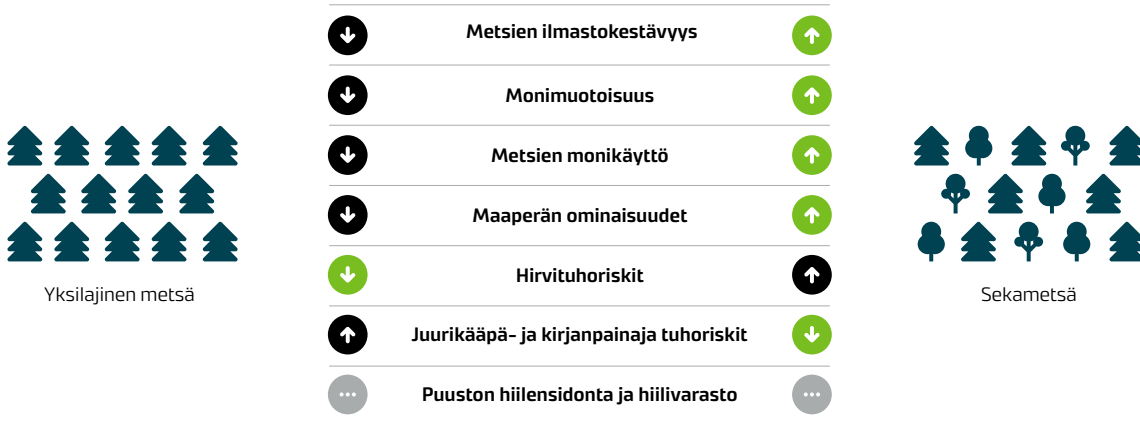 Metsien ilmastokestävyys
Monimuotoisuus
Metsien monikäyttö
Maaperän ominaisuudet
Hirvituhoriskit
Juurikääpä- ja kirjanpainaja tuhoriskit
Puuston hiilensidonta ja hiilivarasto
Yksilajinen metsä
Sekametsä